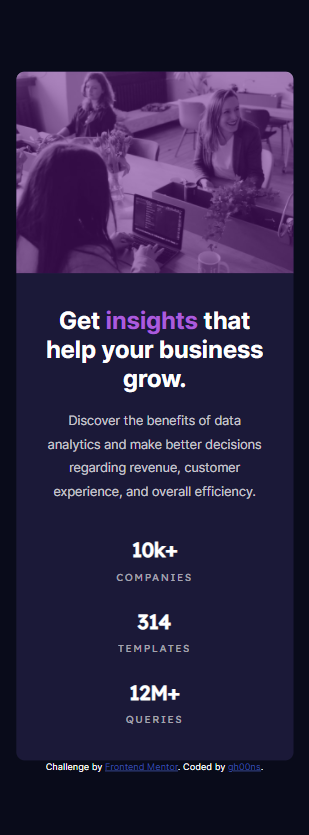 Get insights that
help your business
grow.
Discover the benefits of data
analytics and make better decisions
regarding revenue, customer
experience, and overall efficiency.
10k+
COMPANIES
314
TEMPLATES
12M+
QUERIES
Challenge by Frontend Mentor. Coded by gh00ns.